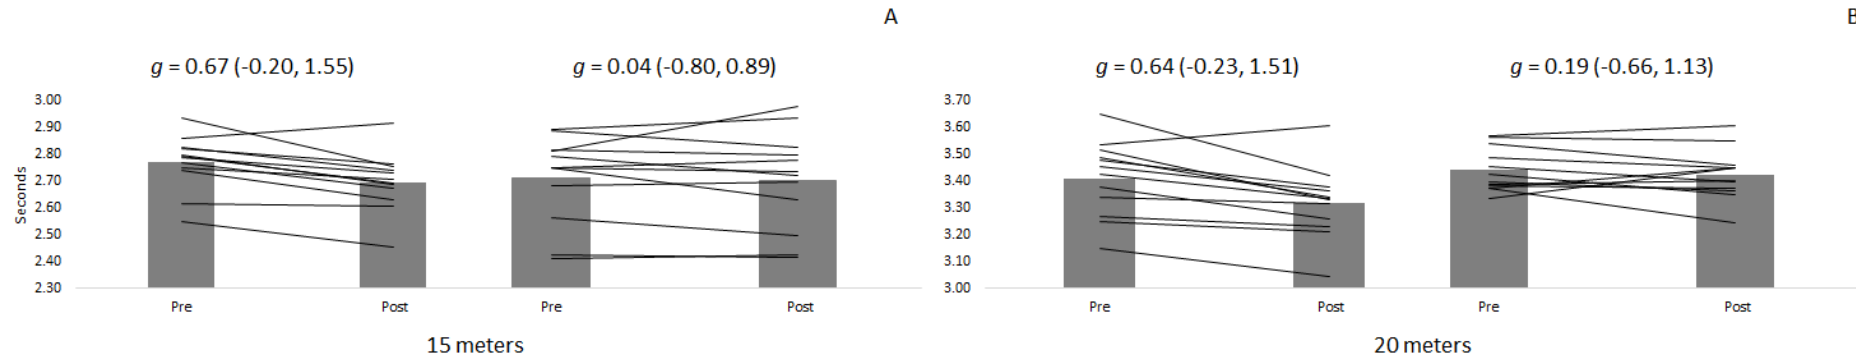 A
g = 0.67 (-0.20, 1.55)
g = 0.04 (-0.80, 0.89)
Seconds
3.00
2.90
2.80
2.70
2.60
2.50
2.40
2.30
Pre
Post
Pre
Post
15 meters
B
g = 0.64 (-0.23, 1.51)
g = 0.19 (-0.66, 1.13)
3.70
3.60
3.50
3.40
3.30
3.20
3.10
3.00
Pre
Post
Pre
Post
20 meters